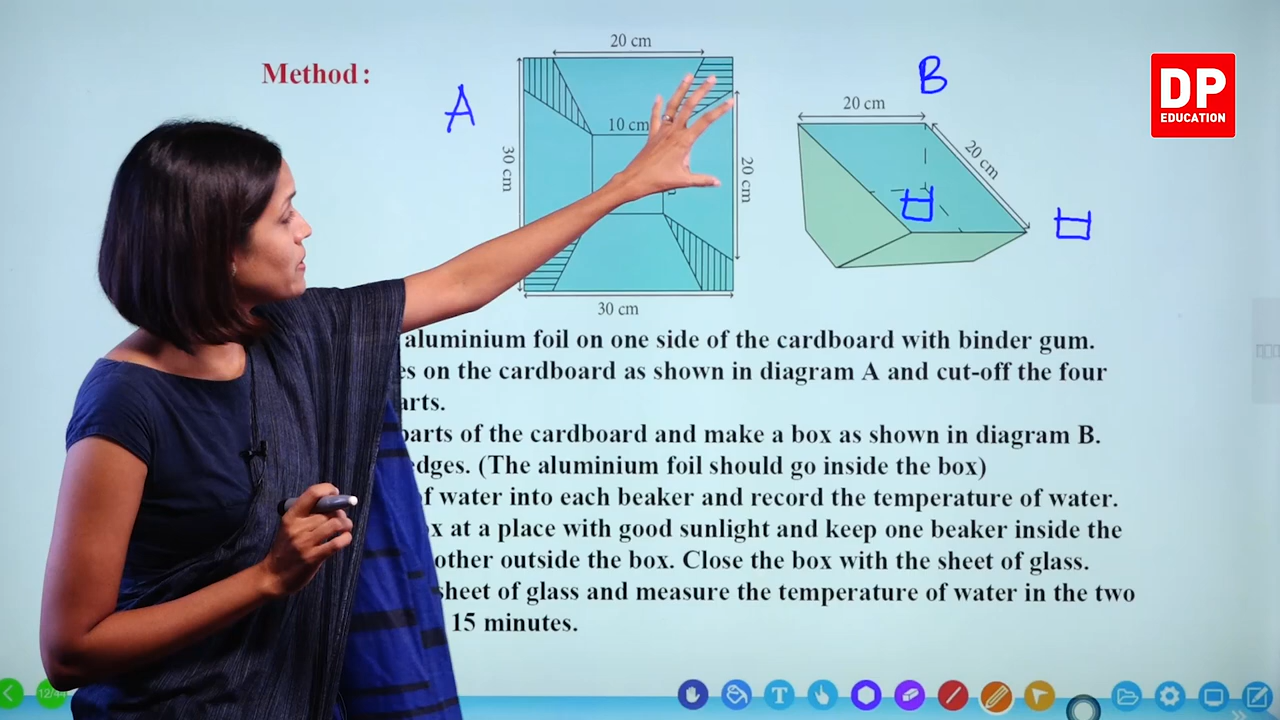 20 cm
Method :
A
B
DP
EDUCATION
10 cm
20 cm
30 cm
20 cm
20 cm
30 cm
aluminium foil on one side of the cardboard with binder gum.
on the cardboard as shown in diagram A and cut-off the four
parts of the cardboard and make a box as shown in diagram B.
(The aluminium foil should go inside the box)
of water into each beaker and record the temperature of water.
at a place with good sunlight and keep one beaker inside the
other outside the box. Close the box with the sheet of glass.
sheet of glass and measure the temperature of water in the two
15 minutes.
12/44